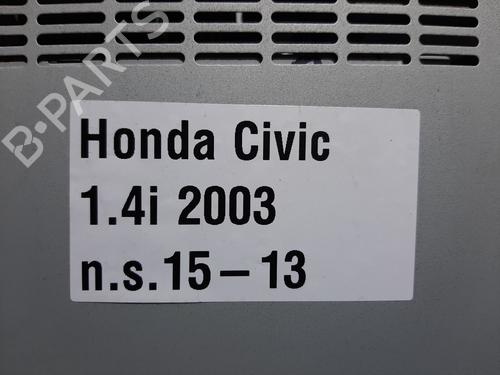 B-PARTS
Honda Civic
1.4i 2003
n.s.15–13